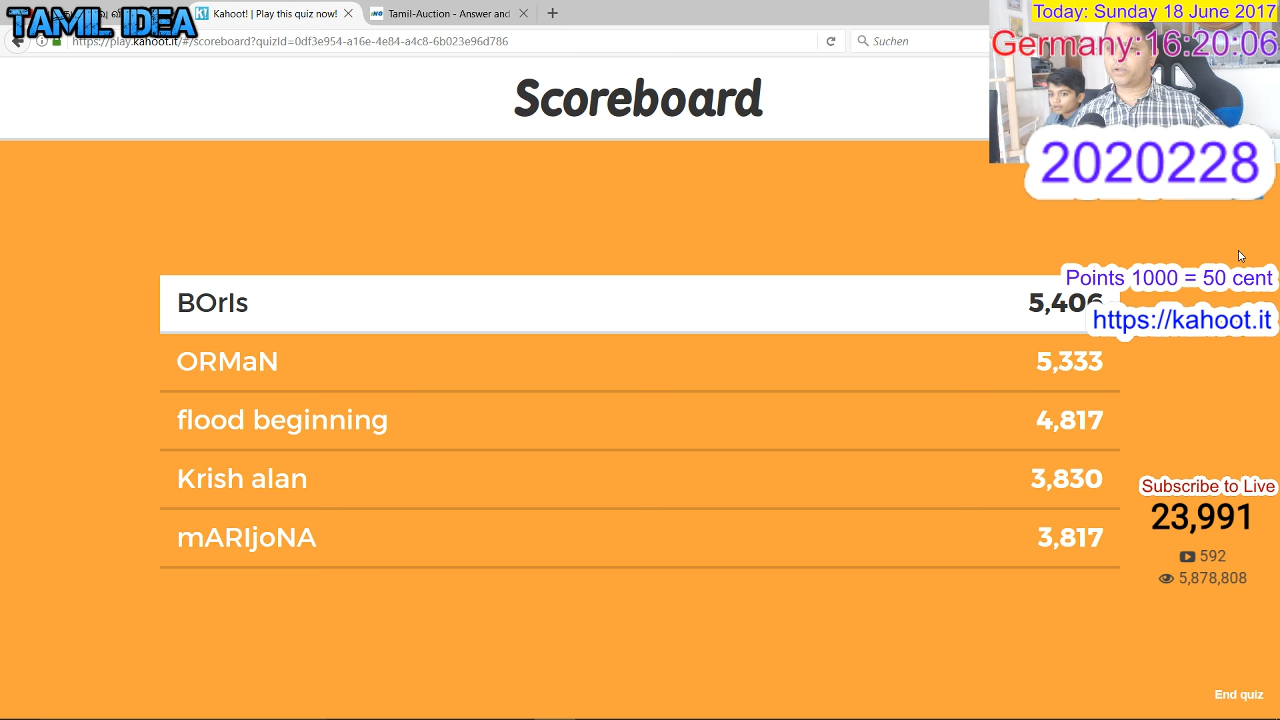 TAMIL IDEA
Kahoot! | Play this quiz now!
Tamil-Auction - Answer and
https://play.kahoot.it/#/scoreboard?quizId=0df3e954-a16e-4e84-a4c8-6b023e96d786
Suchen
Today: Sunday 18 June 2017
Germany:16:20:06
Scoreboard
2020228
Points 1000 = 50 cent
BOrIs 5,406
https://kahoot.it
ORMaN 5,333
flood beginning 4,817
Krish alan 3,830
mARIjoNA 3,817
Subscribe to Live
23,991
592
5,878,808
End quiz